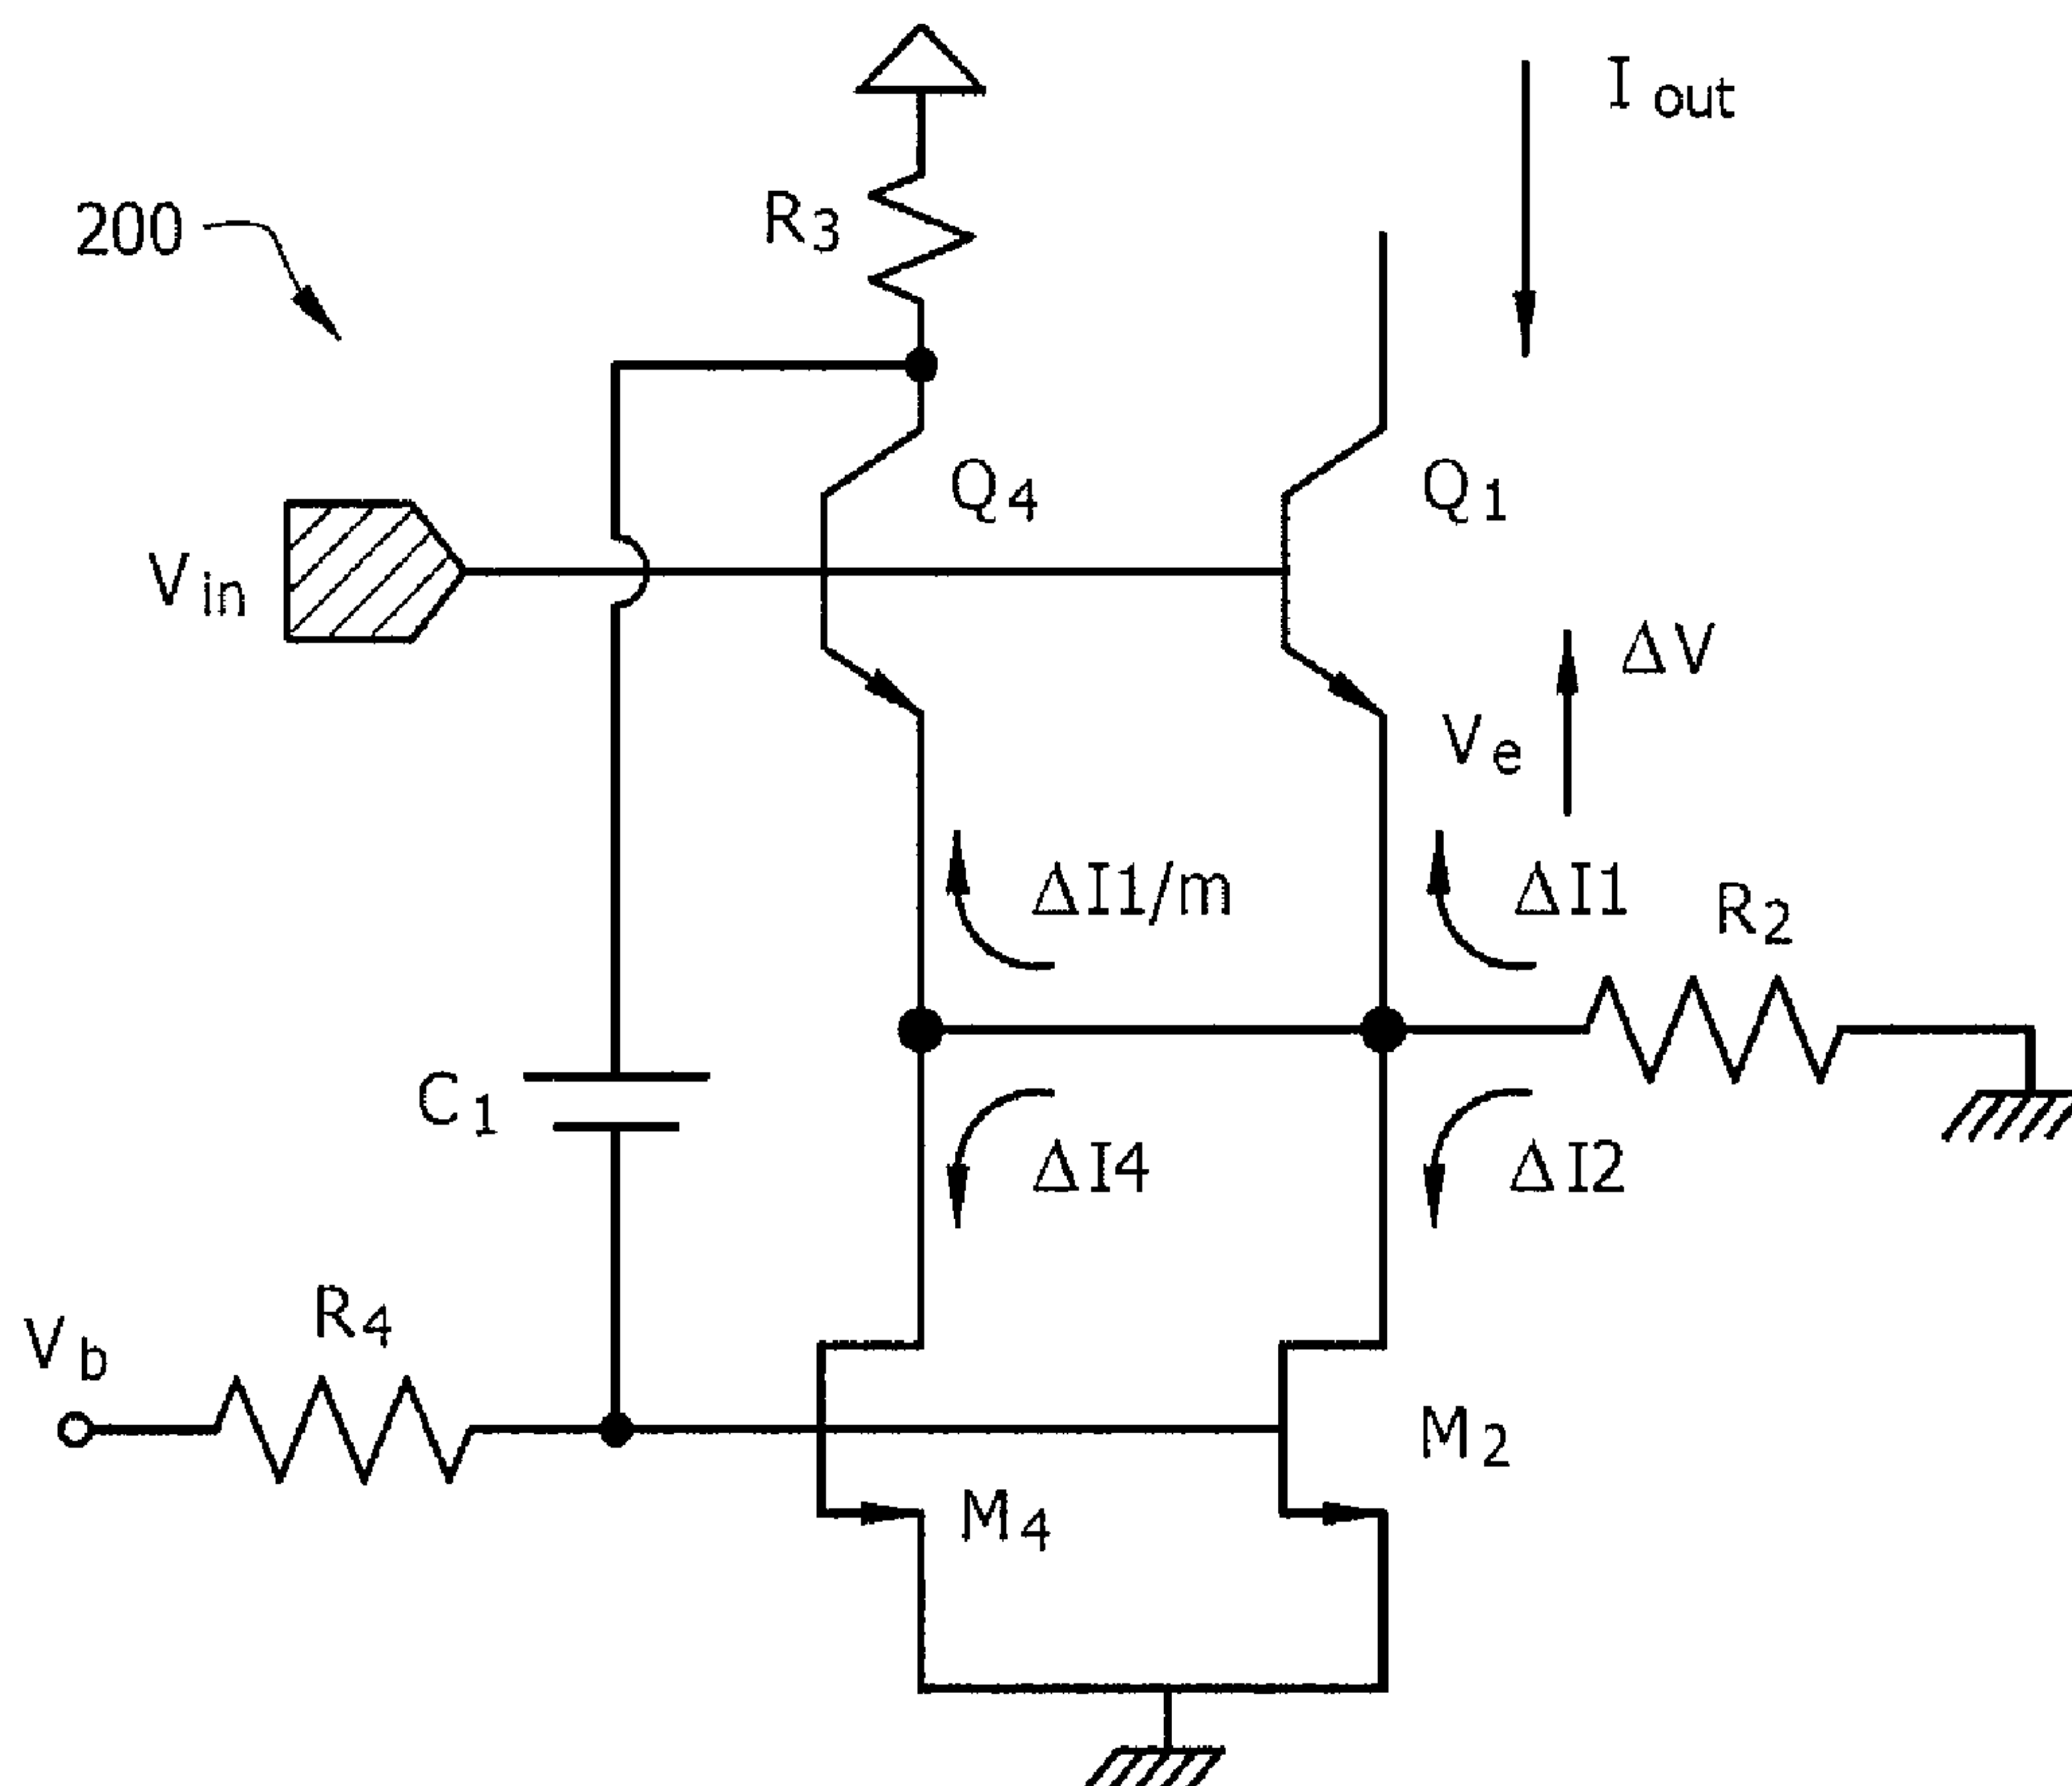 I out
R3
200
Q4
Q1
Vin
ΔV
Ve
ΔI1/m
ΔI1
R2
C1
ΔI4
ΔI2
R4
Vb
M2
M4